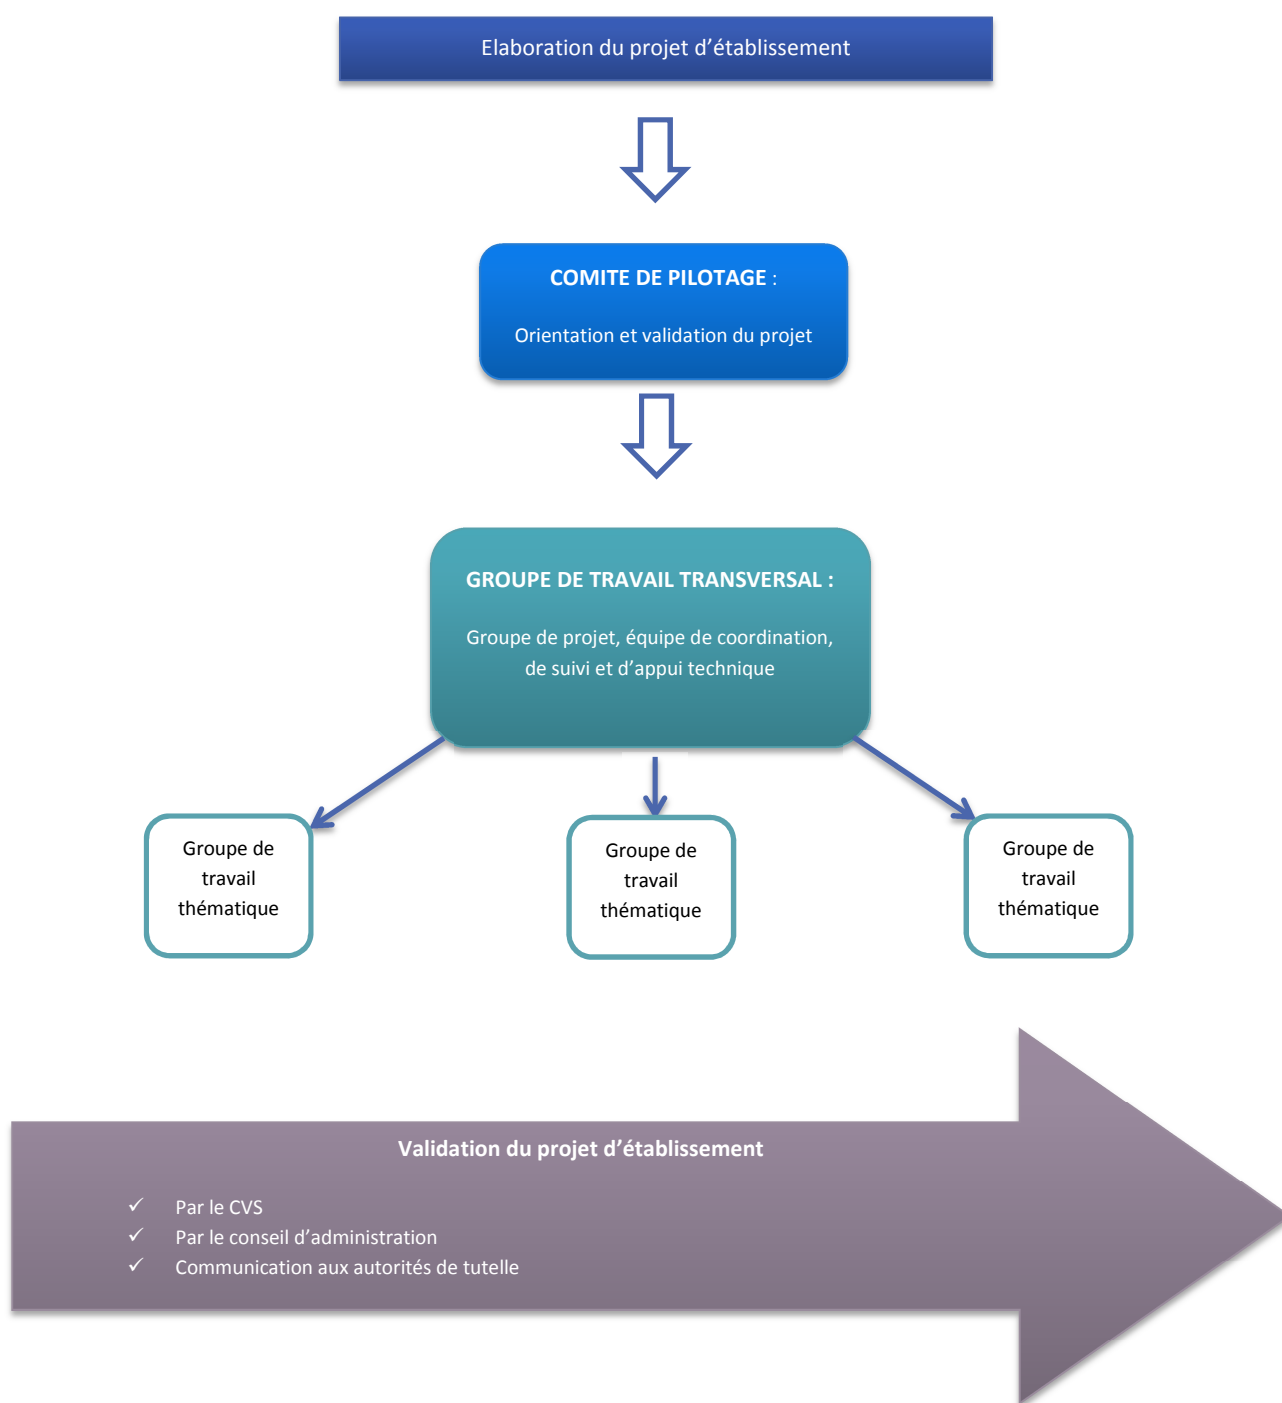 Elaboration du projet d’établissement
COMITE DE PILOTAGE :
Orientation et validation du projet
GROUPE DE TRAVAIL TRANSVERSAL :
Groupe de projet, équipe de coordination,
de suivi et d’appui technique
Groupe de
travail
thématique
Groupe de
travail
thématique
Groupe de
travail
thématique
Validation du projet d’établissement
✓ Par le CVS
✓ Par le conseil d’administration
✓ Communication aux autorités de tutelle